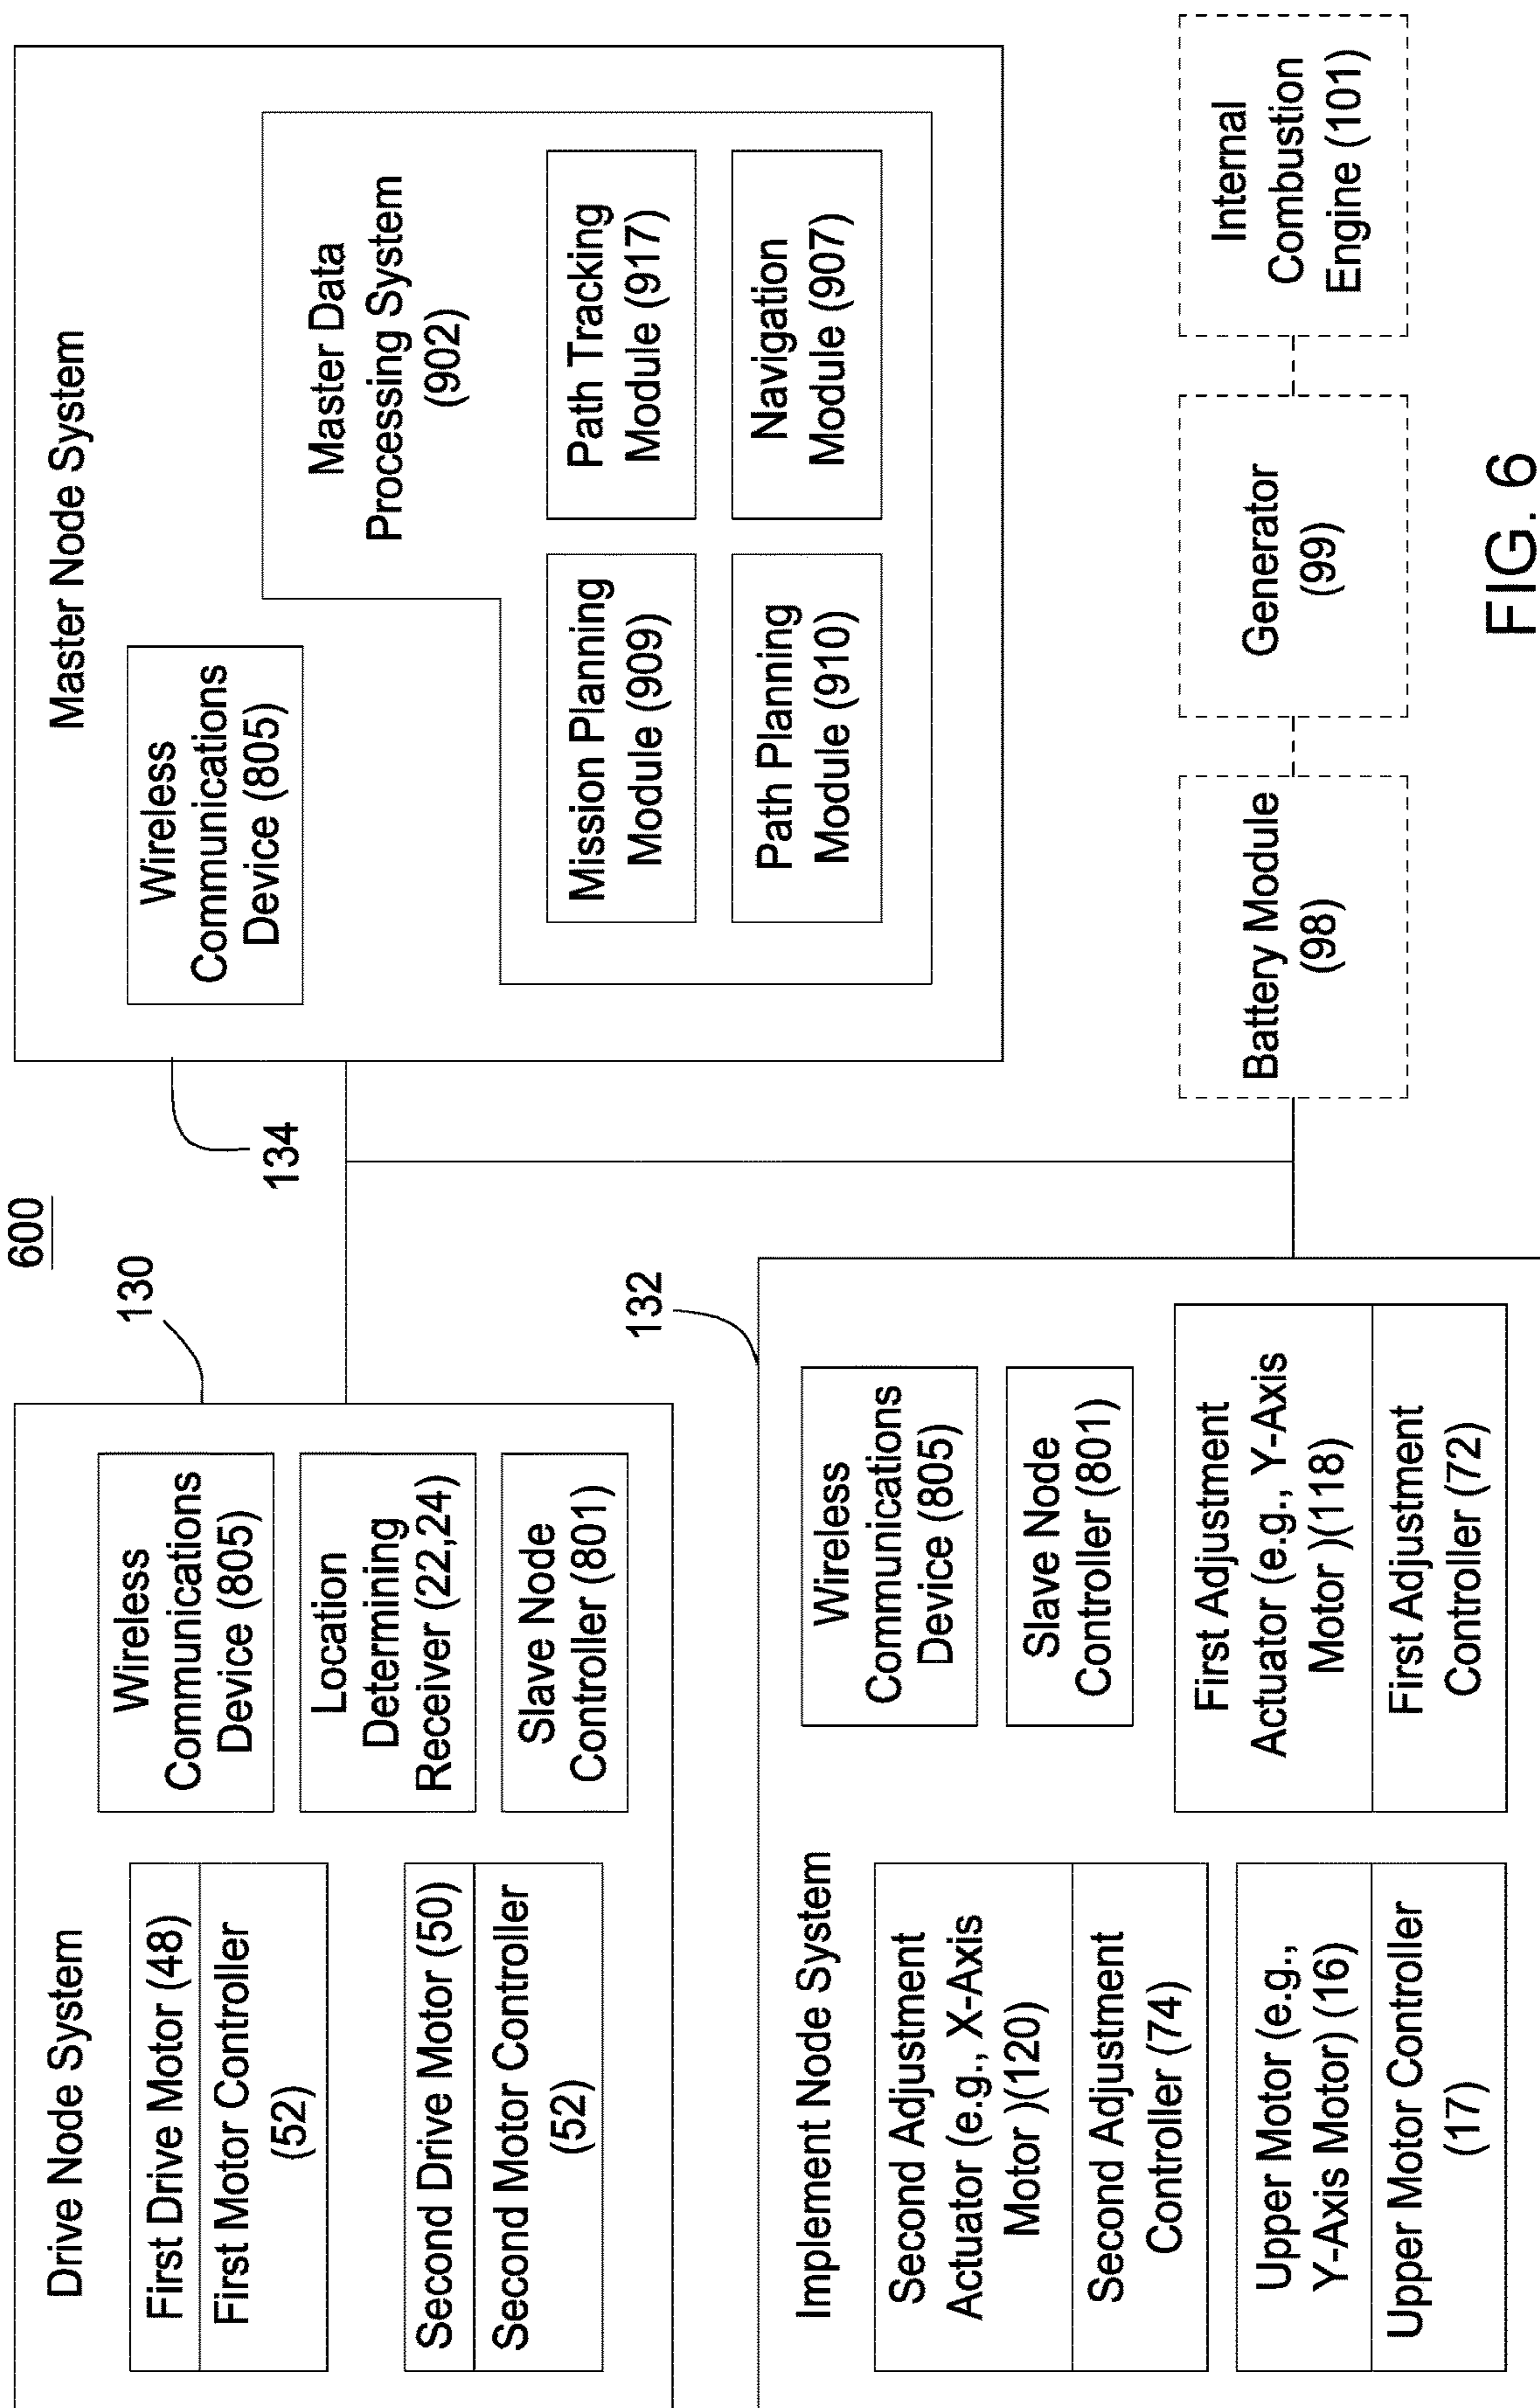 600
Drive Node System
130
First Drive Motor (48)
First Motor Controller
(52)
Second Drive Motor (50)
Second Motor Controller
(52)
Wireless
Communications
Device (805)
Location
Determining
Receiver (22,24)
Slave Node
Controller (801)
Master Node System
134
Wireless
Communications
Device (805)
Master Data
Processing System
(902)
Mission Planning
Module (909)
Path Tracking
Module (917)
Path Planning
Module (910)
Navigation
Module (907)
132
Implement Node System
Wireless
Communications
Device (805)
Slave Node
Controller (801)
Second Adjustment
Actuator (e.g., X-Axis
Motor )(120)
Second Adjustment
Controller (74)
First Adjustment
Actuator (e.g., Y-Axis
Motor )(118)
First Adjustment
Controller (72)
Upper Motor (e.g.,
Y-Axis Motor) (16)
Upper Motor Controller
(17)
Battery Module
(98)
Generator
(99)
Internal
Combustion
Engine (101)
FIG. 6